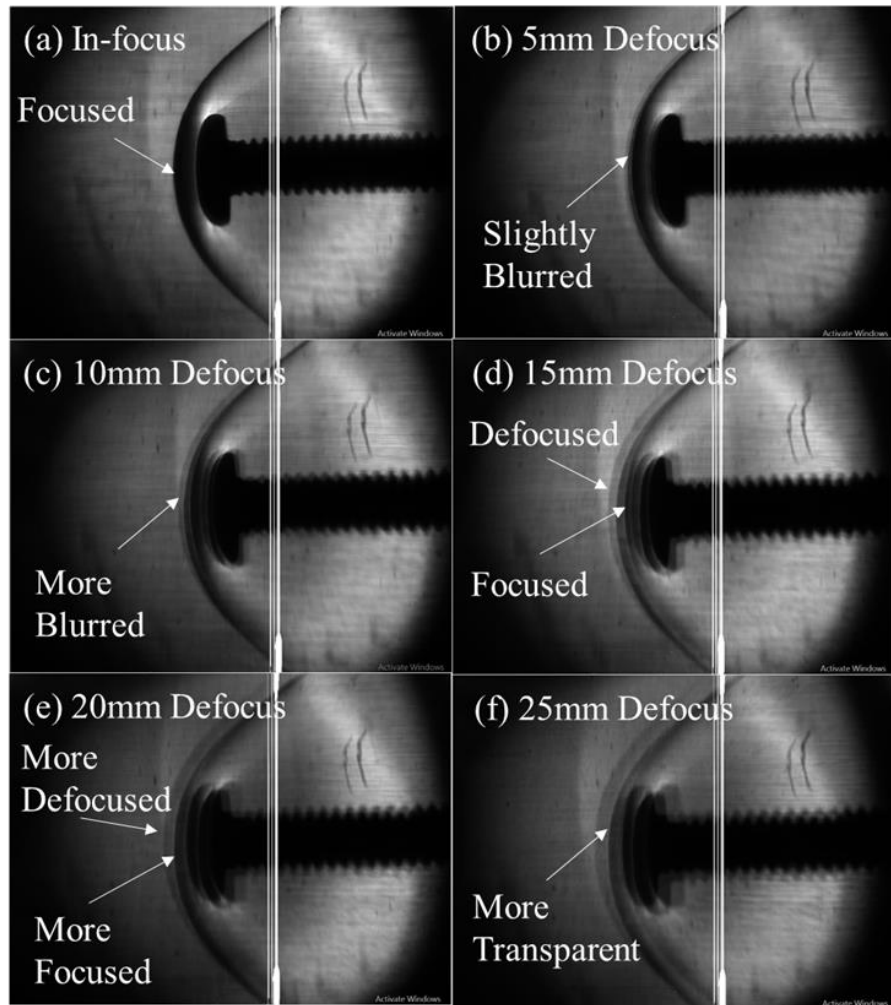 (a) In-focus
Focused
Activate Windows
(b) 5mm Defocus
Slightly
Blurred
Activate Windows
(c) 10mm Defocus
More
Blurred
Activate Windows
(d) 15mm Defocus
Defocused
Focused
Activate Windows
(e) 20mm Defocus
More
Defocused
More
Focused
Activate Windows
(f) 25mm Defocus
More
Transparent
Activate Windows